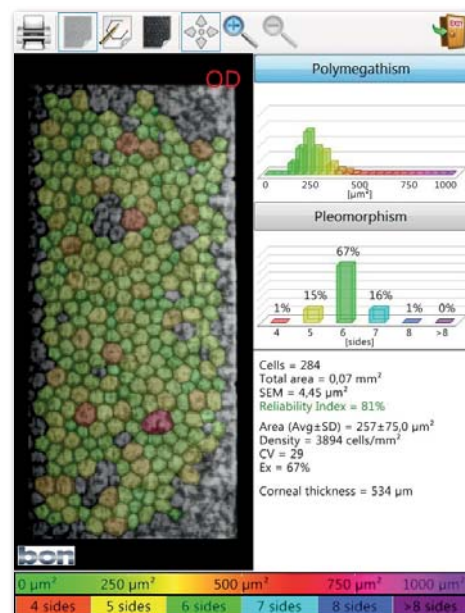 EXIT
OD
bon
Polymegathism
0 250 500 750 1000
[µm²]
Pleomorphism
1% 15% 67% 16% 1% 0%
4 5 6 7 8 >8
[sides]
Cells = 284
Total area = 0,07 mm²
SEM = 4,45 µm²
Reliability Index = 81%
Area (Avg±SD) = 257±75,0 µm²
Density = 3894 cells/mm²
CV = 29
Ex = 67%
Corneal thickness = 534 µm
0 µm² 250 µm² 500 µm² 750 µm² 1000 µm²
4 sides 5 sides 6 sides 7 sides 8 sides >8 sides